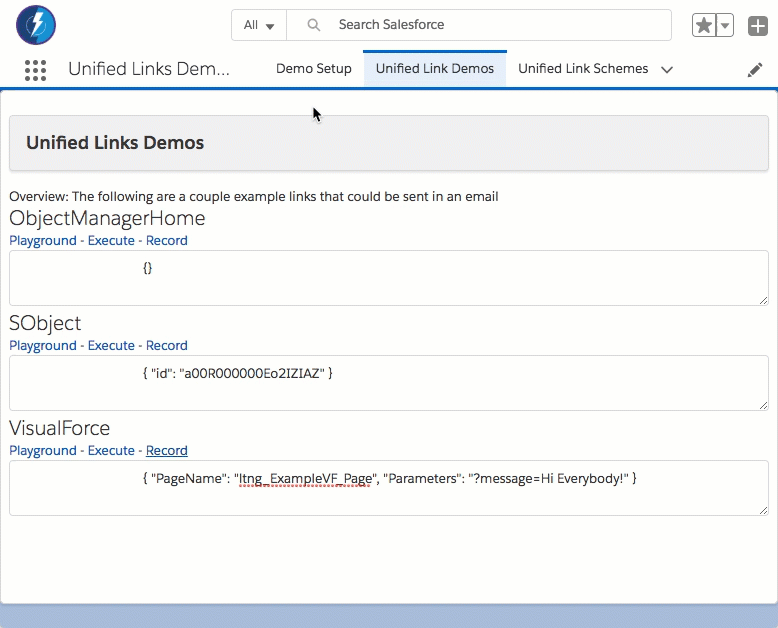 All Search Salesforce
Unified Links Dem... Demo Setup Unified Link Demos Unified Link Schemes
Unified Links Demos
Overview: The following are a couple example links that could be sent in an email
ObjectManagerHome
Playground - Execute - Record
{}
SObject
Playground - Execute - Record
{ "id": "a00R000000Eo2IZIAZ" }
VisualForce
Playground - Execute - Record
{ "PageName": "ltng_ExampleVF_Page", "Parameters": "?message=Hi Everybody!" }